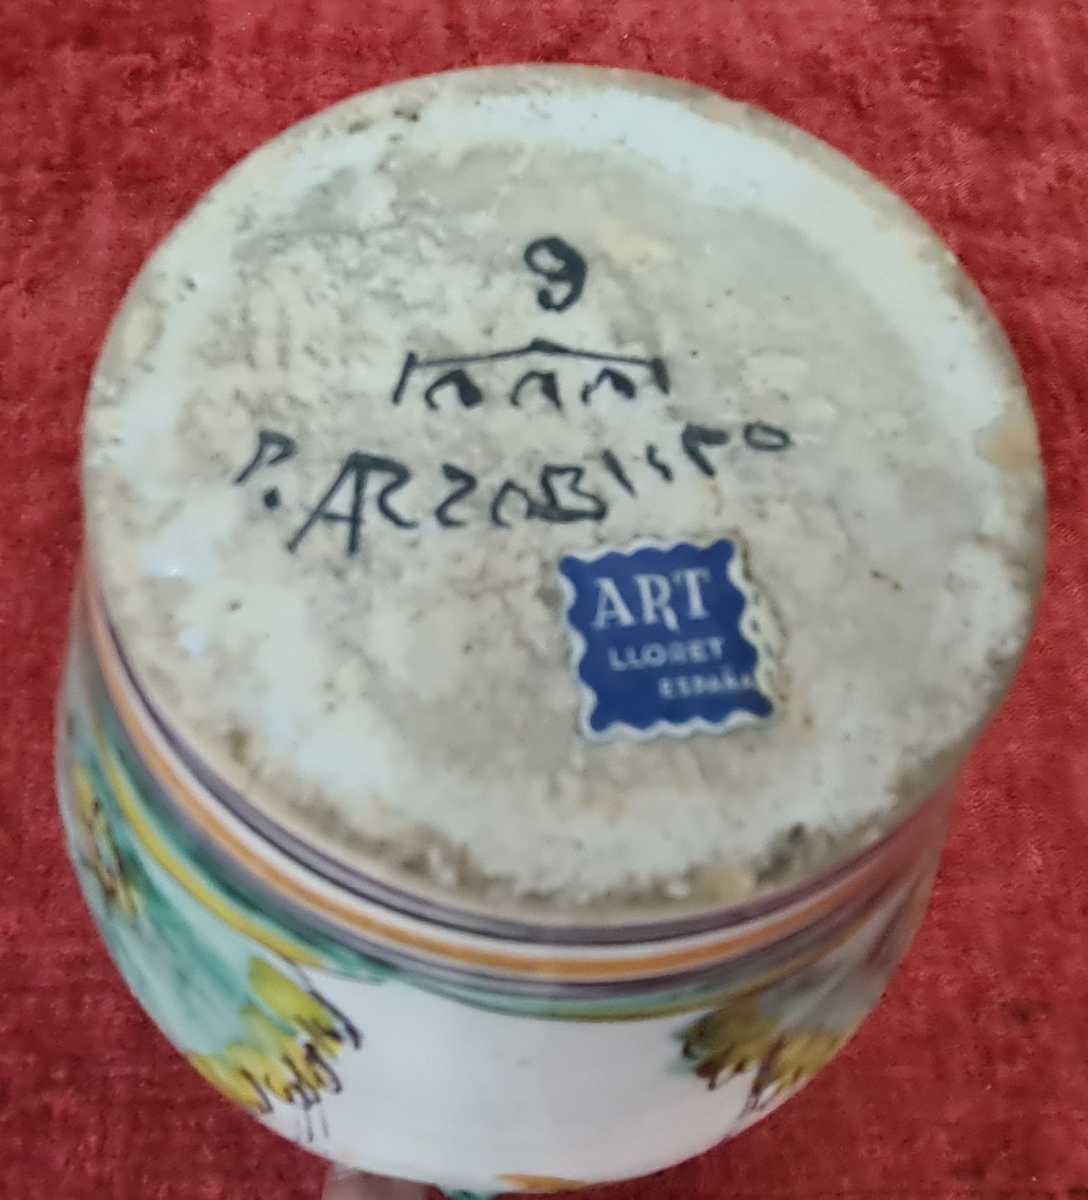 9
P. ARZOBISPO
ART
LLORET
ESPAÑA